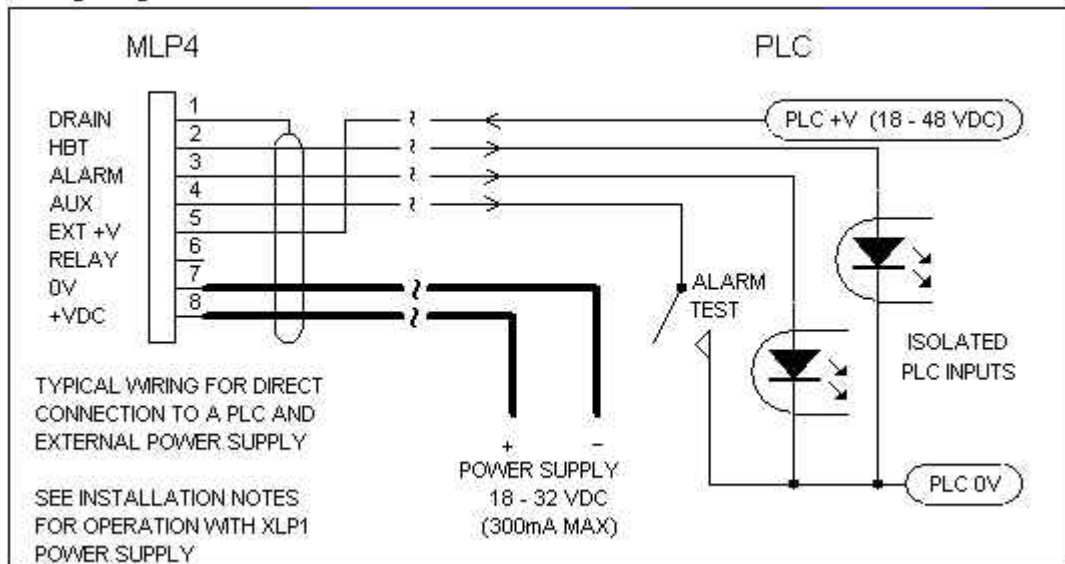 MLP4
PLC
DRAIN 1
HBT 2
ALARM 3
AUX 4
EXT +V 5
RELAY 6
0V 7
+VDC 8
PLC +V (18 - 48 VDC)
ALARM
TEST
ISOLATED
PLC INPUTS
PLC 0V
+ −
POWER SUPPLY
18 - 32 VDC
(300mA MAX)
TYPICAL WIRING FOR DIRECT
CONNECTION TO A PLC AND
EXTERNAL POWER SUPPLY
SEE INSTALLATION NOTES
FOR OPERATION WITH XLP1
POWER SUPPLY